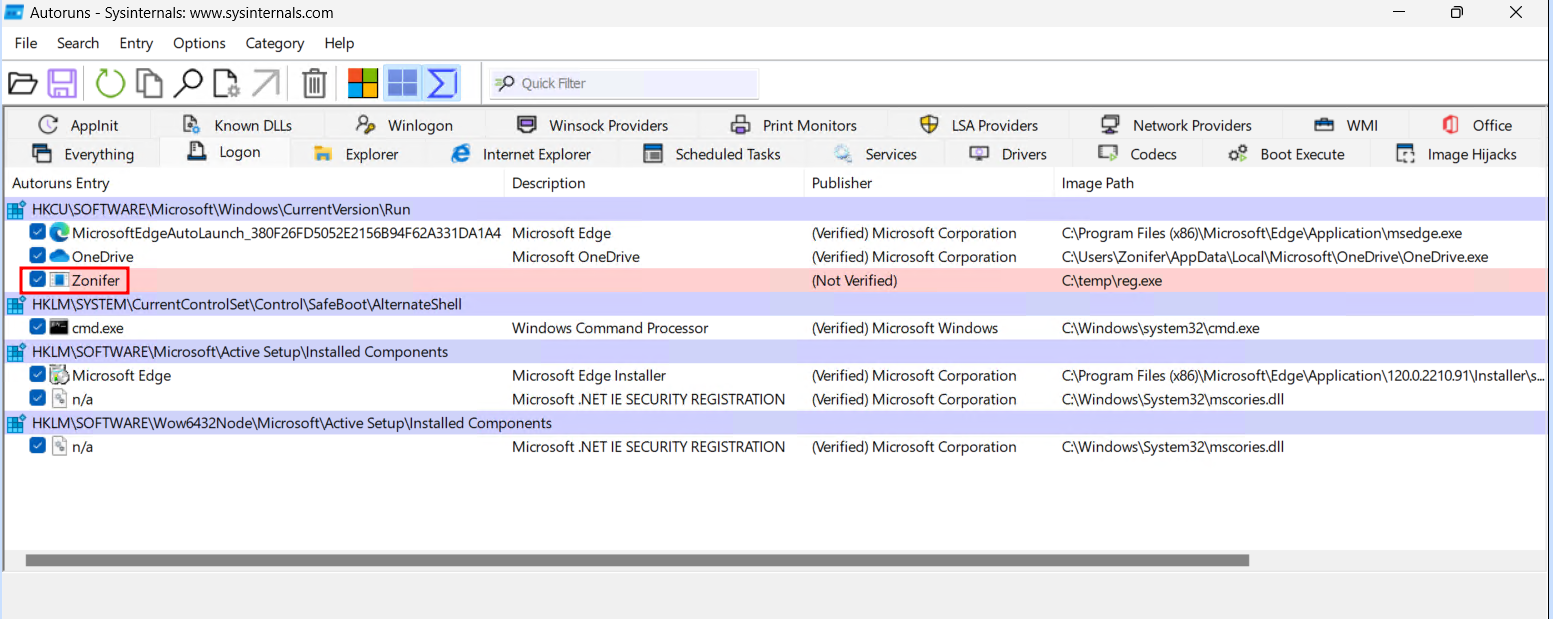 Autoruns - Sysinternals: www.sysinternals.com
File Search Entry Options Category Help
Quick Filter
AppInit Known DLLs Winlogon Winsock Providers Print Monitors LSA Providers Network Providers WMI Office
Everything Logon Explorer Internet Explorer Scheduled Tasks Services Drivers Codecs Boot Execute Image Hijacks
Autoruns Entry Description Publisher Image Path
HKCU\SOFTWARE\Microsoft\Windows\CurrentVersion\Run
MicrosoftEdgeAutoLaunch_380F26FD5052E2156B94F62A331DA1A4 Microsoft Edge (Verified) Microsoft Corporation C:\Program Files (x86)\Microsoft\Edge\Application\msedge.exe
OneDrive Microsoft OneDrive (Verified) Microsoft Corporation C:\Users\Zonifer\AppData\Local\Microsoft\OneDrive\OneDrive.exe
Zonifer (Not Verified) C:\temp\reg.exe
HKLM\SYSTEM\CurrentControlSet\Control\SafeBoot\AlternateShell
cmd.exe Windows Command Processor (Verified) Microsoft Windows C:\Windows\system32\cmd.exe
HKLM\SOFTWARE\Microsoft\Active Setup\Installed Components
Microsoft Edge Microsoft Edge Installer (Verified) Microsoft Corporation C:\Program Files (x86)\Microsoft\Edge\Application\120.0.2210.91\Installer\s...
n/a Microsoft .NET IE SECURITY REGISTRATION (Verified) Microsoft Corporation C:\Windows\System32\mscories.dll
HKLM\SOFTWARE\Wow6432Node\Microsoft\Active Setup\Installed Components
n/a Microsoft .NET IE SECURITY REGISTRATION (Verified) Microsoft Corporation C:\Windows\System32\mscories.dll